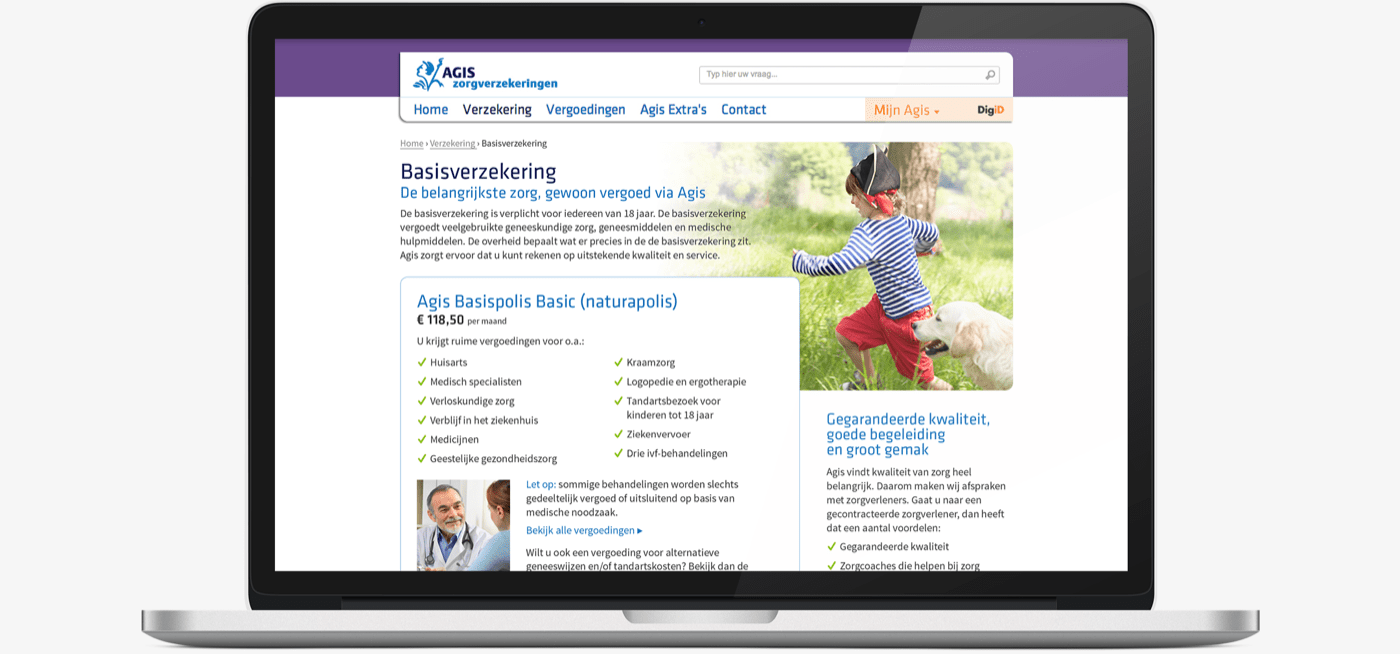 AGIS
zorgverzekeringen
Typ hier uw vraag...
Home Verzekering Vergoedingen Agis Extra's Contact Mijn Agis DigiD
Home › Verzekering › Basisverzekering
Basisverzekering
De belangrijkste zorg, gewoon vergoed via Agis
De basisverzekering is verplicht voor iedereen van 18 jaar. De basisverzekering
vergoedt veelgebruikte geneeskundige zorg, geneesmiddelen en medische
hulpmiddelen. De overheid bepaalt wat er precies in de de basisverzekering zit.
Agis zorgt ervoor dat u kunt rekenen op uitstekende kwaliteit en service.
Agis Basispolis Basic (naturapolis)
€ 118,50 per maand
U krijgt ruime vergoedingen voor o.a.:
Huisarts
Medisch specialisten
Verloskundige zorg
Verblijf in het ziekenhuis
Medicijnen
Geestelijke gezondheidszorg
Kraamzorg
Logopedie en ergotherapie
Tandartsbezoek voor
kinderen tot 18 jaar
Ziekenvervoer
Drie ivf-behandelingen
Let op: sommige behandelingen worden slechts
gedeeltelijk vergoed of uitsluitend op basis van
medische noodzaak.
Bekijk alle vergoedingen ▸
Wilt u ook een vergoeding voor alternatieve
geneeswijzen en/of tandartskosten? Bekijk dan de
Gegarandeerde kwaliteit,
goede begeleiding
en groot gemak
Agis vindt kwaliteit van zorg heel
belangrijk. Daarom maken wij afspraken
met zorgverleners. Gaat u naar een
gecontracteerde zorgverlener, dan heeft
dat een aantal voordelen:
Gegarandeerde kwaliteit
Zorgcoaches die helpen bij zorg